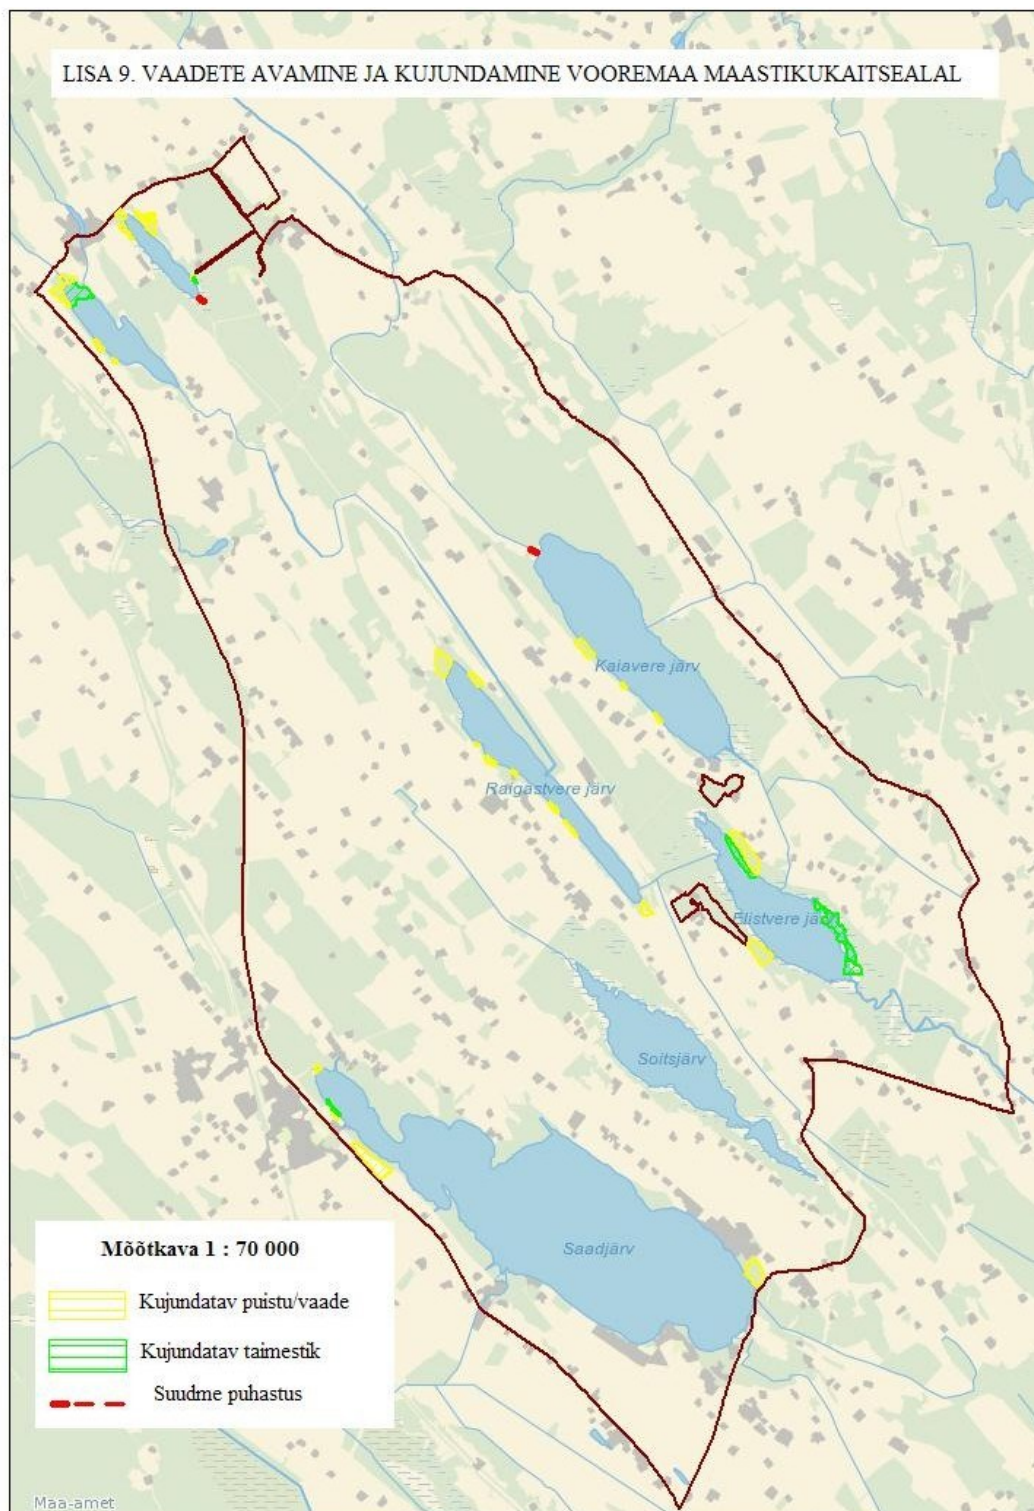 LISA 9. VAADETE AVAMINE JA KUJUNDAMINE VOOREMAA MAASTIKUKAITSEALAL
Kaiavere järv
Raigastvere järv
Elistvere jä
Soitsjärv
Saadjärv
Mõõtkava 1 : 70 000
Kujundatav puistu/vaade
Kujundatav taimestik
Suudme puhastus
Maa-amet